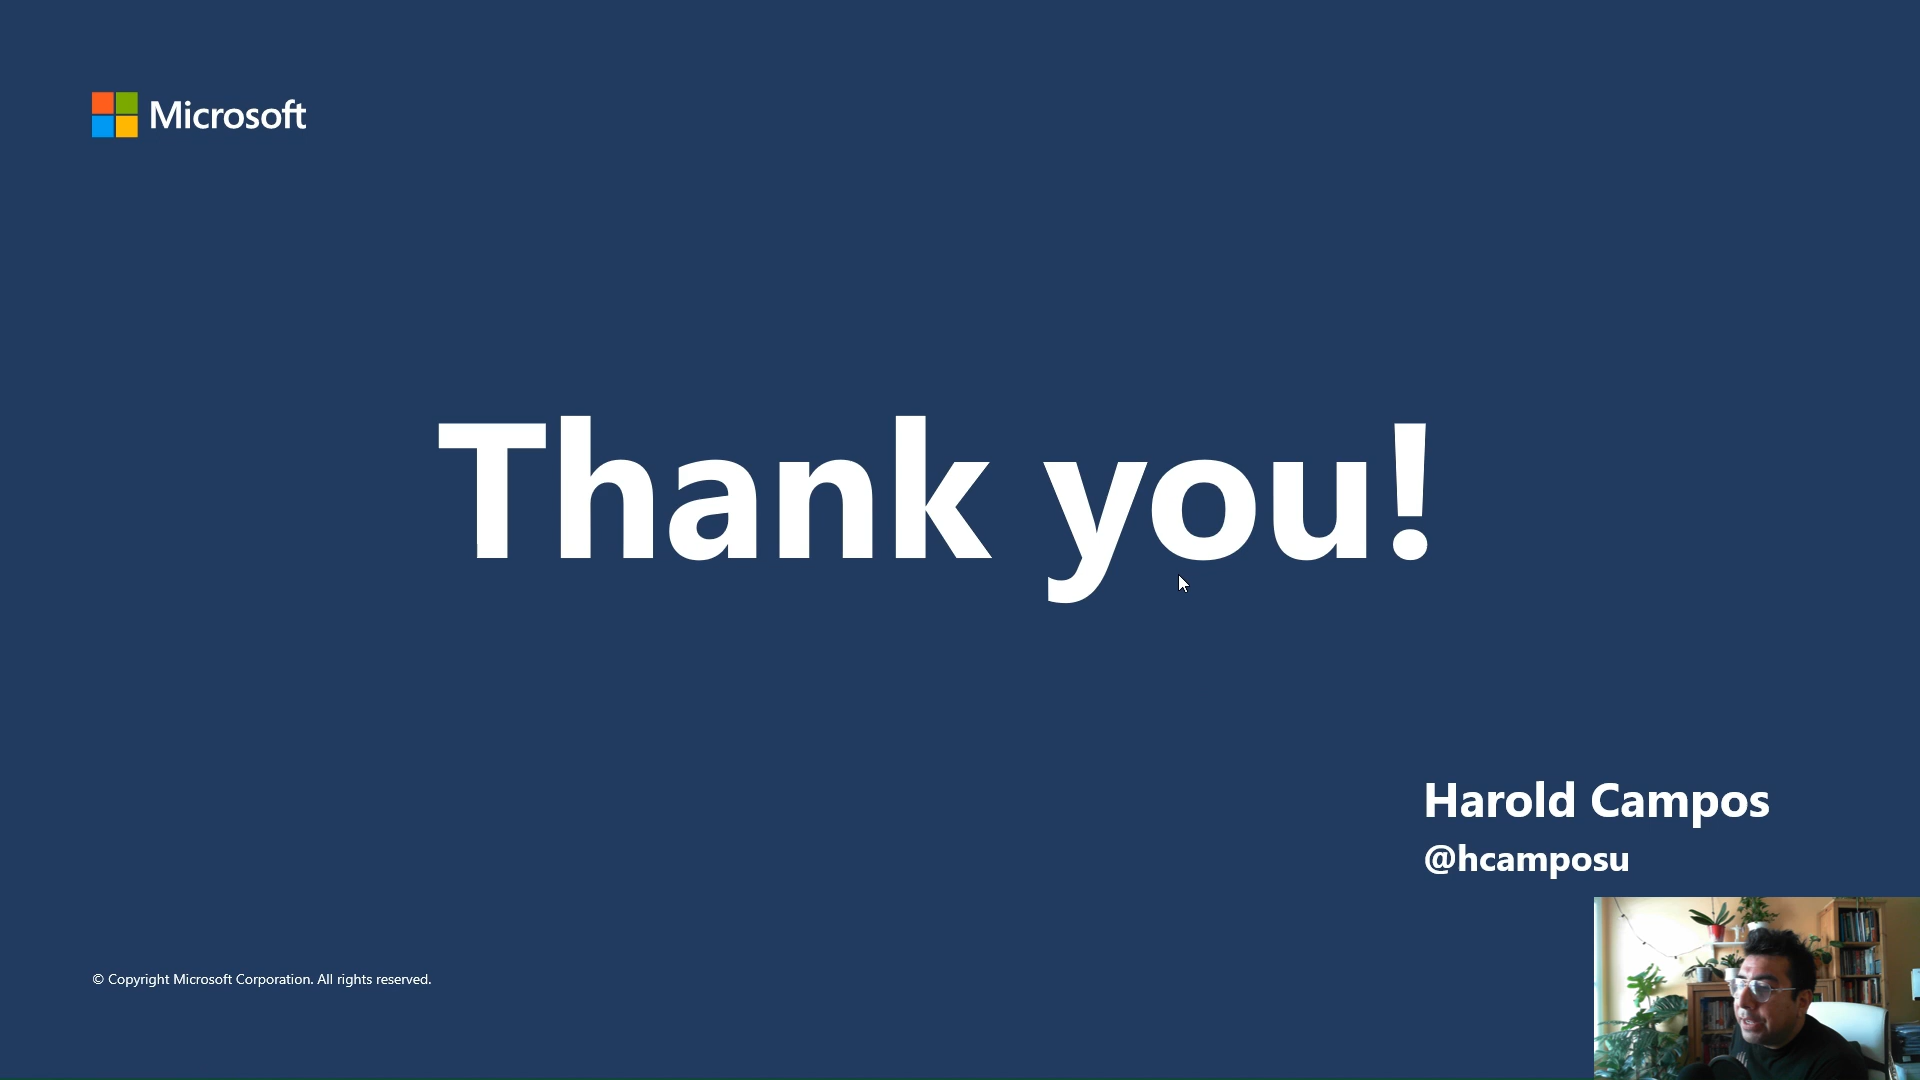 Microsoft
Thank you!
Harold Campos
@hcamposu
© Copyright Microsoft Corporation. All rights reserved.